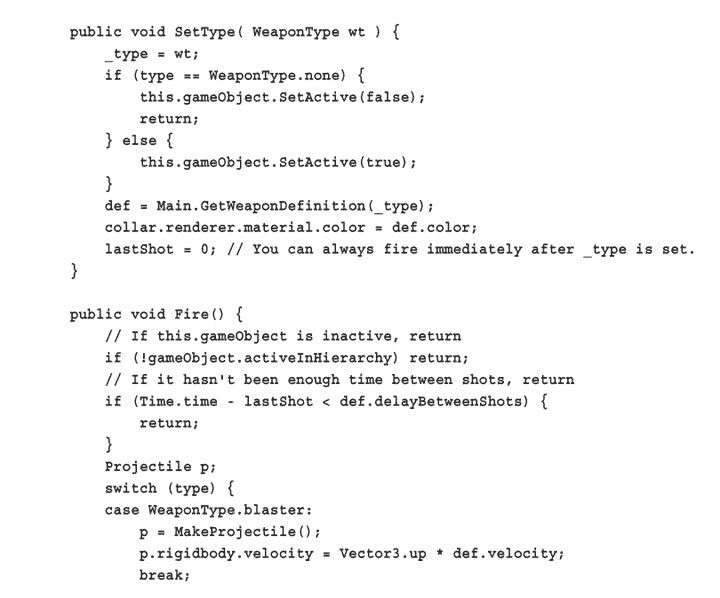 public void SetType( WeaponType wt ) {
    _type = wt;
    if (type == WeaponType.none) {
        this.gameObject.SetActive(false);
        return;
    } else {
        this.gameObject.SetActive(true);
    }
    def = Main.GetWeaponDefinition(_type);
    collar.renderer.material.color = def.color;
    lastShot = 0; // You can always fire immediately after _type is set.
}

public void Fire() {
    // If this.gameObject is inactive, return
    if (!gameObject.activeInHierarchy) return;
    // If it hasn't been enough time between shots, return
    if (Time.time - lastShot < def.delayBetweenShots) {
        return;
    }
    Projectile p;
    switch (type) {
    case WeaponType.blaster:
        p = MakeProjectile();
        p.rigidbody.velocity = Vector3.up * def.velocity;
        break;